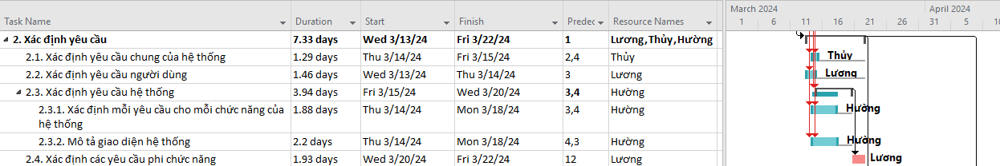 Task Name Duration Start Finish Predec Resource Names March 2024 April 2024
1 6 11 16 21 26 31 5 10
2. Xác định yêu cầu 7.33 days Wed 3/13/24 Fri 3/22/24 1 Lương,Thủy,Hường
2.1. Xác định yêu cầu chung của hệ thống 1.29 days Thu 3/14/24 Fri 3/15/24 2,4 Thủy Thủy
2.2. Xác định yêu cầu người dùng 1.46 days Wed 3/13/24 Thu 3/14/24 3 Lương Lương
2.3. Xác định yêu cầu hệ thống 3.94 days Fri 3/15/24 Wed 3/20/24 3,4 Hường
2.3.1. Xác định mỗi yêu cầu cho mỗi chức năng của 1.88 days Thu 3/14/24 Mon 3/18/24 3,4 Hường Hường
hệ thống
2.3.2. Mô tả giao diện hệ thống 2.2 days Thu 3/14/24 Mon 3/18/24 4,3 Hường Hường
2.4. Xác định các yêu cầu phi chức năng 1.93 days Wed 3/20/24 Fri 3/22/24 12 Lương Lương